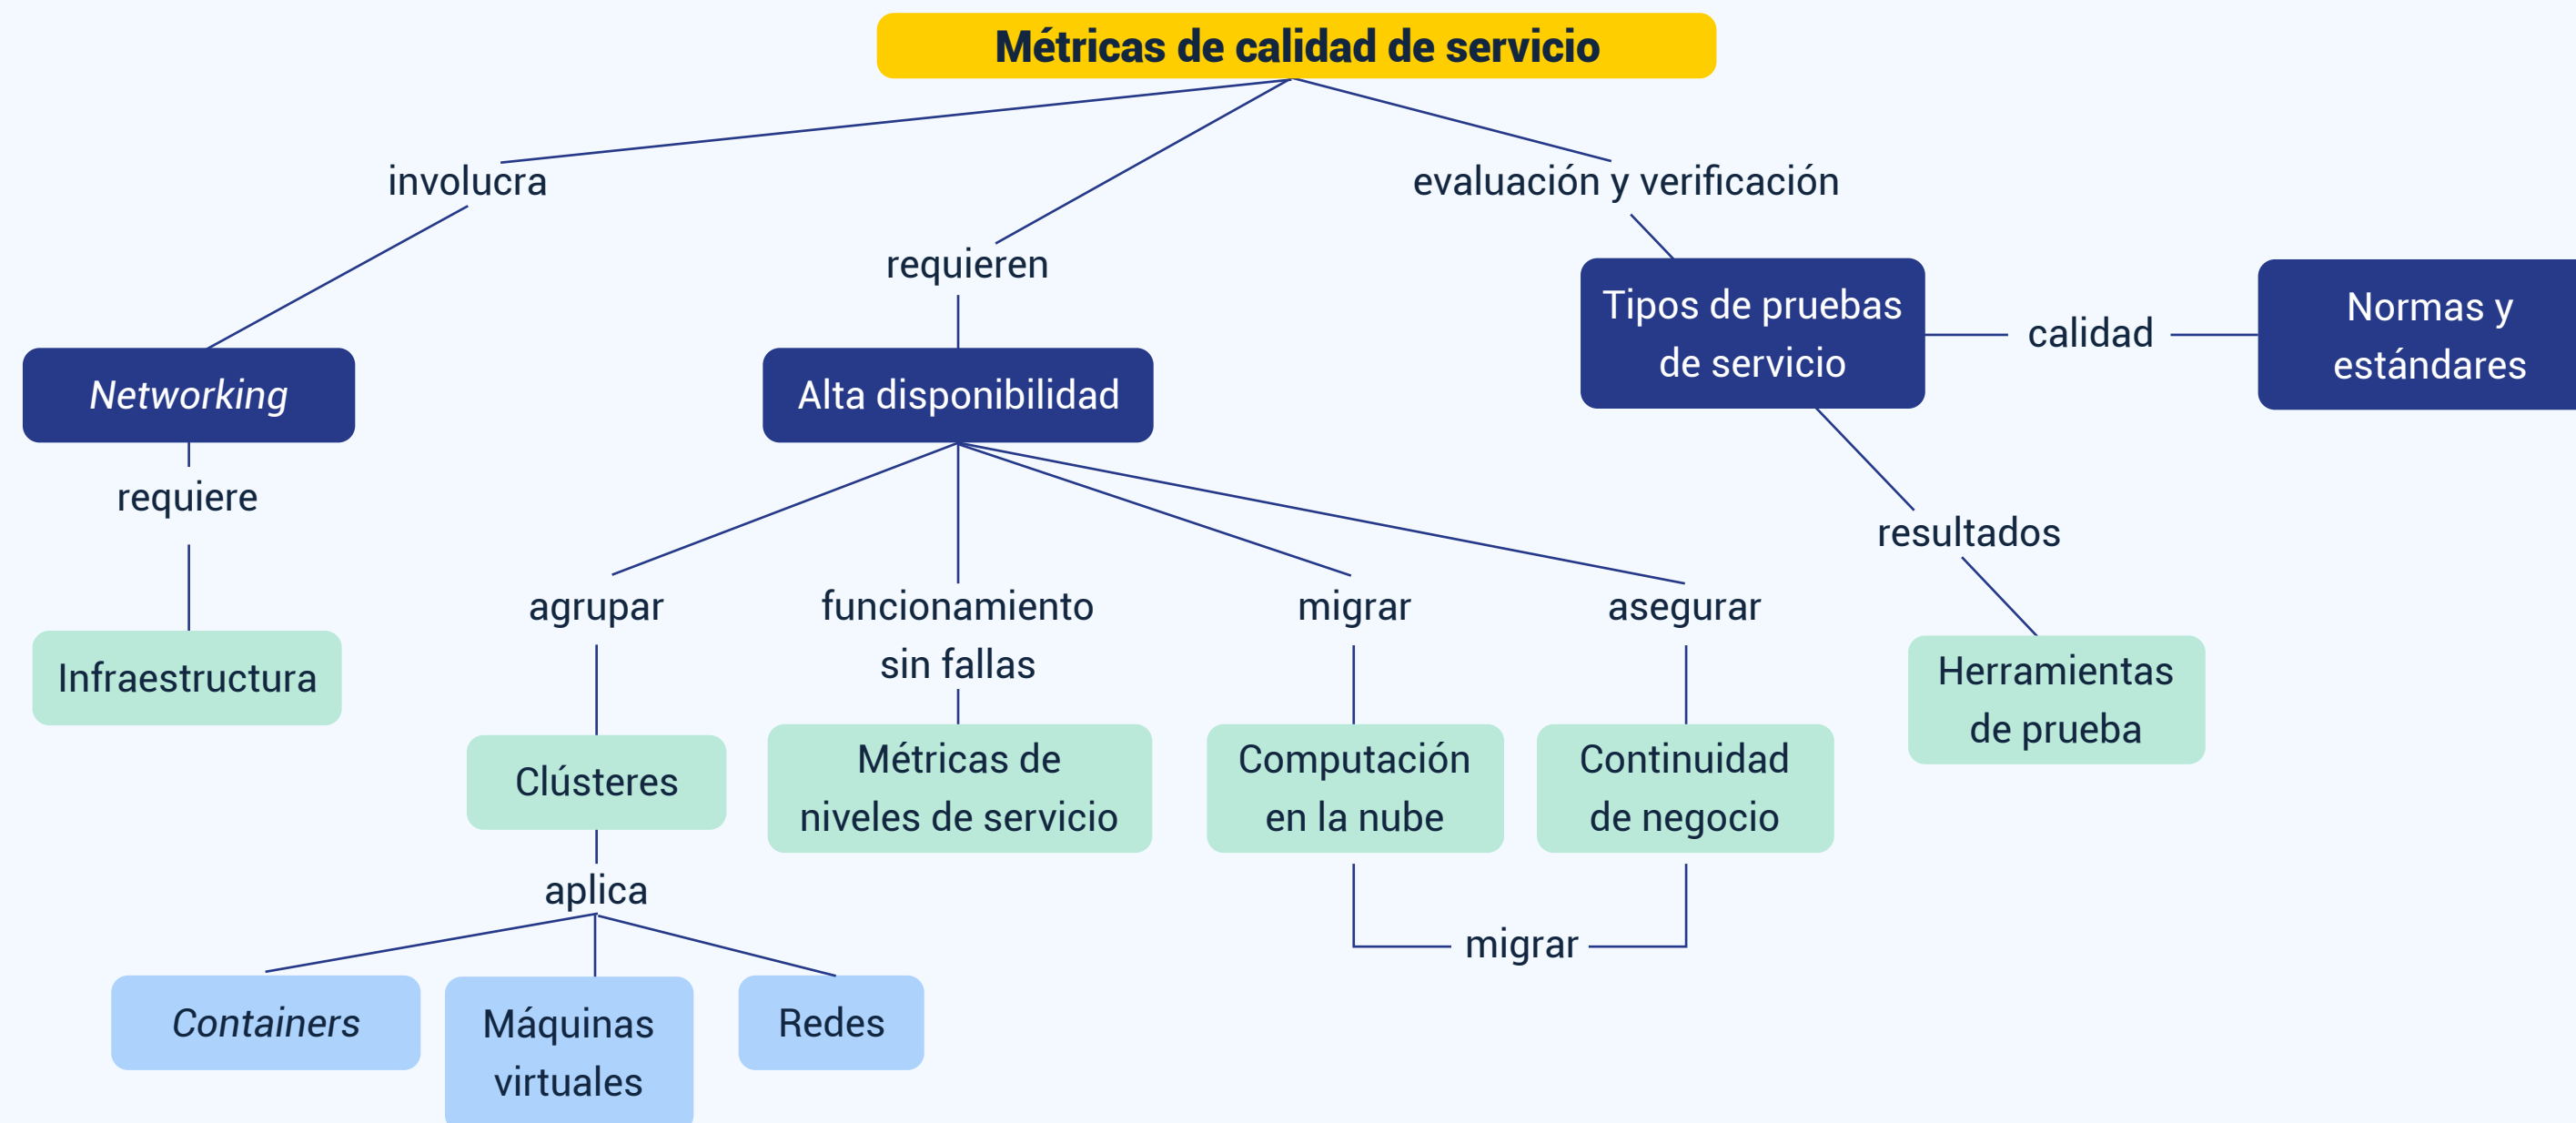 Métricas de calidad de servicio
involucra
evaluación y verificación
requieren
Tipos de pruebas
de servicio
calidad
Normas y
estándares
Networking
Alta disponibilidad
requiere
resultados
agrupar
funcionamiento
sin fallas
migrar
asegurar
Infraestructura
Herramientas
de prueba
Clústeres
Métricas de
niveles de servicio
Computación
en la nube
Continuidad
de negocio
aplica
migrar
Containers
Máquinas
virtuales
Redes